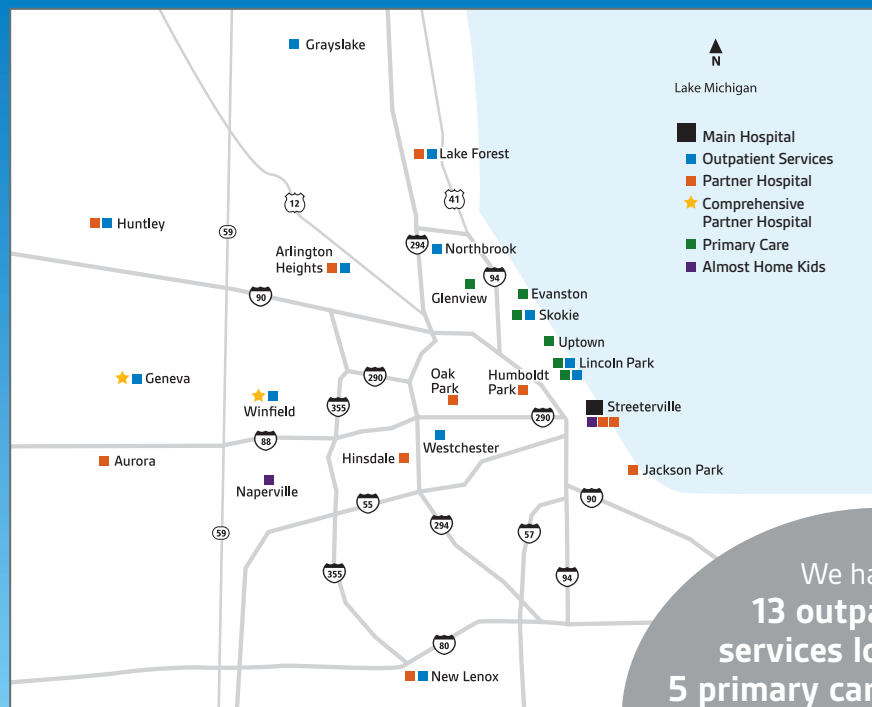 Grayslake
N
Lake Michigan
Main Hospital
Outpatient Services
Partner Hospital
Comprehensive
Partner Hospital
Primary Care
Almost Home Kids
Lake Forest
12
41
Huntley
59
294
Northbrook
Arlington
Heights
94
90
Glenview
Evanston
Skokie
Uptown
Lincoln Park
Geneva
290
Oak
Park
Humboldt
Park
Winfield
355
290
Streeterville
88
Westchester
Aurora
Hinsdale
Jackson Park
Naperville
55
90
59
294
57
355
94
80
New Lenox
We ha
13 outpa
services lo
5 primary car